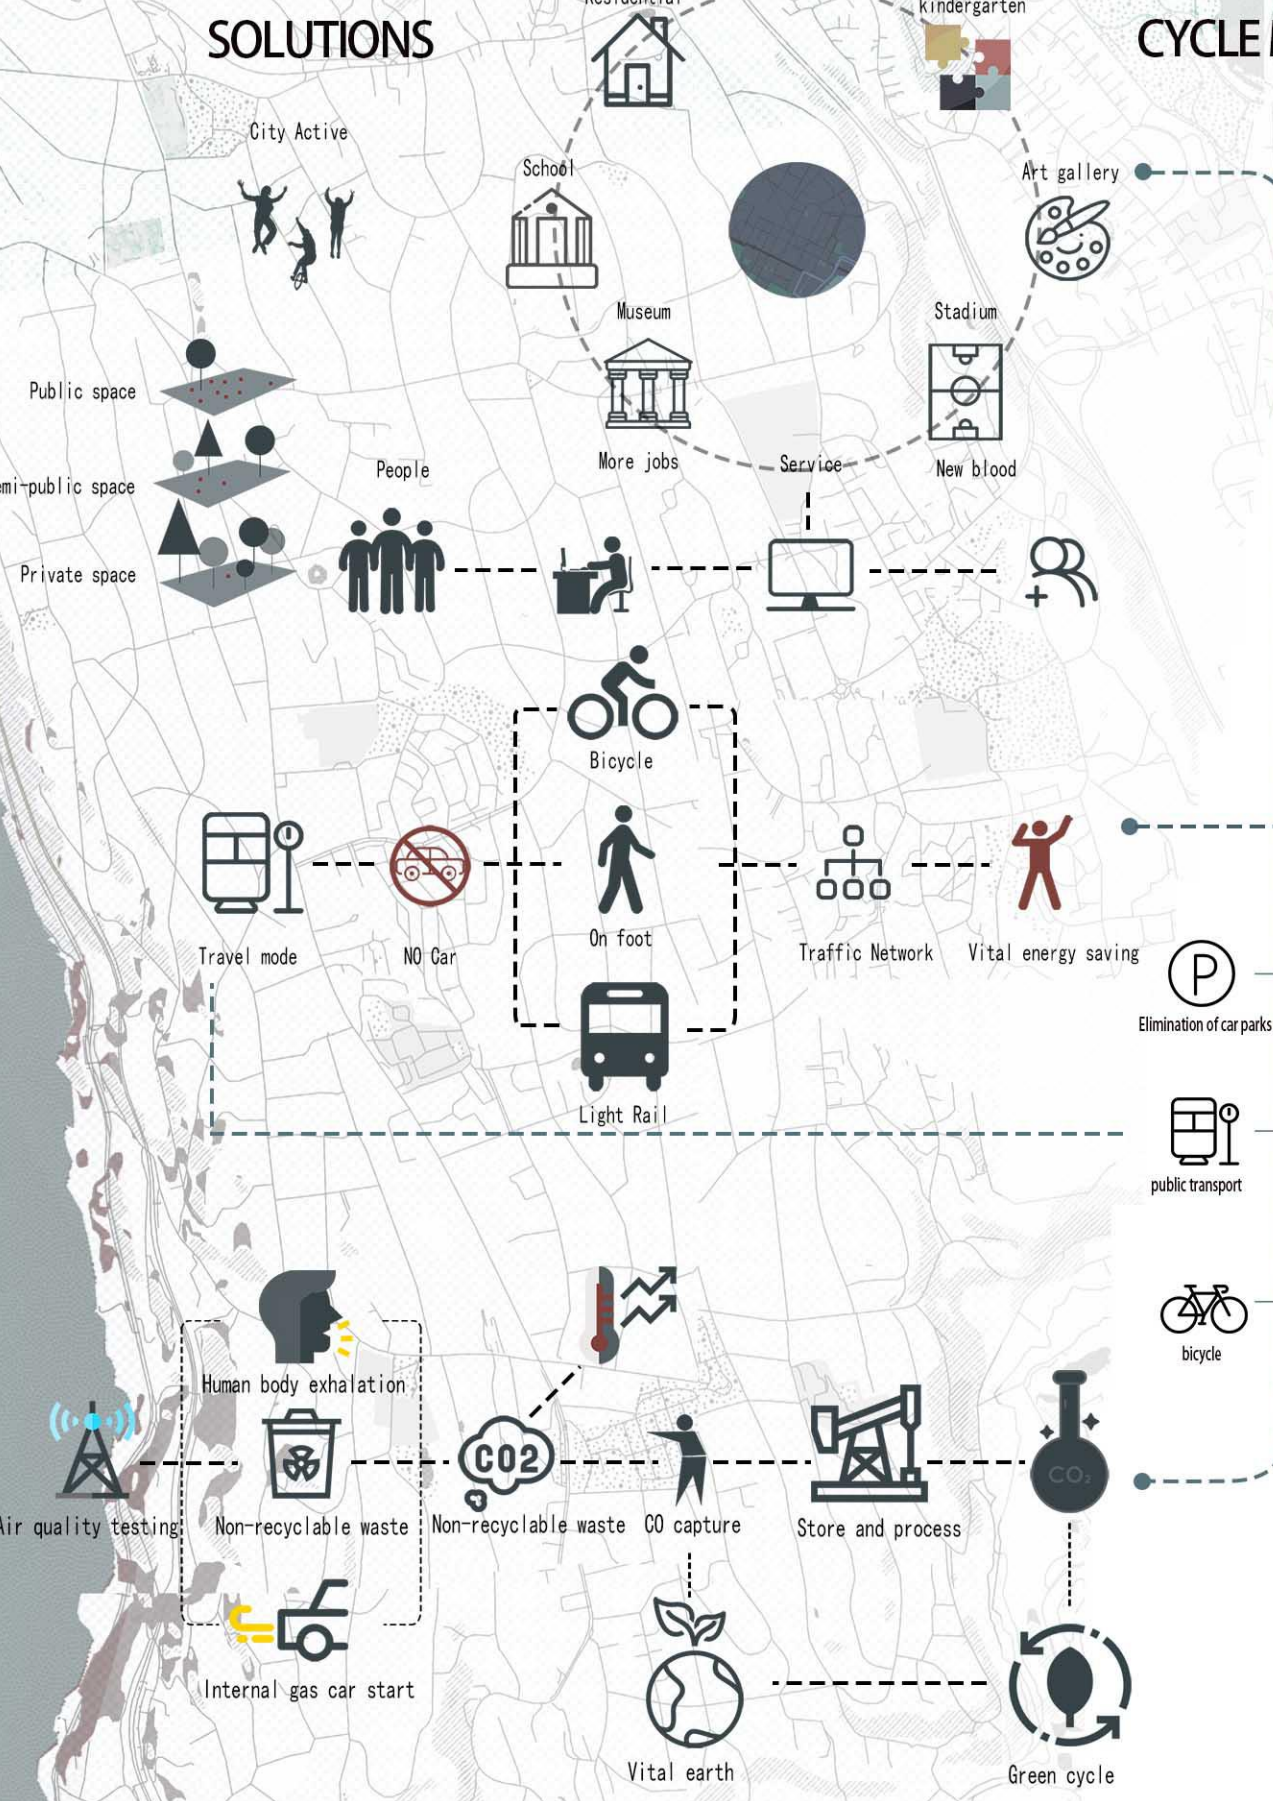 Residential
kindergarten
SOLUTIONS
CYCLE
City Active
School
Art gallery
Museum
Stadium
Public space
More jobs
Service
New blood
People
emi-public space
Private space
Bicycle
On foot
Travel mode
NO Car
Traffic Network
Vital energy saving
P
Elimination of car parks
Light Rail
public transport
bicycle
Human body exhalation
CO2
CO₂
Air quality testing
Non-recyclable waste
Non-recyclable waste
CO capture
Store and process
Internal gas car start
Vital earth
Green cycle